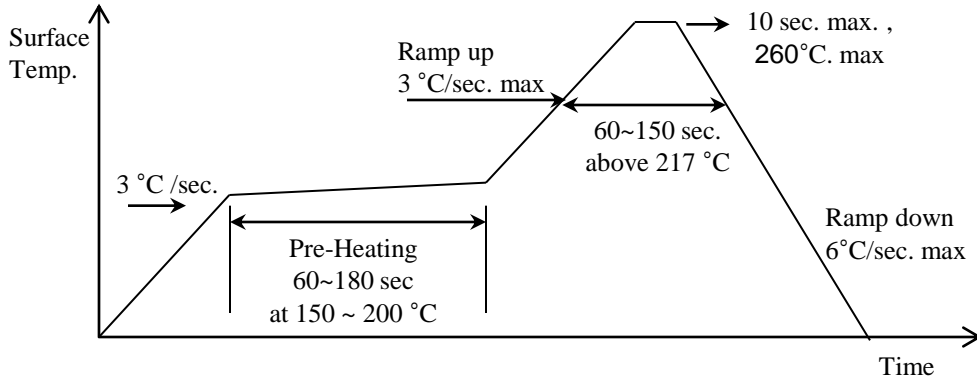 Surface
Temp.
Ramp up
3 °C/sec. max
10 sec. max. ,
260°C. max
60~150 sec.
above 217 °C
3 °C /sec.
Pre-Heating
60~180 sec
at 150 ~ 200 °C
Ramp down
6°C/sec. max
Time